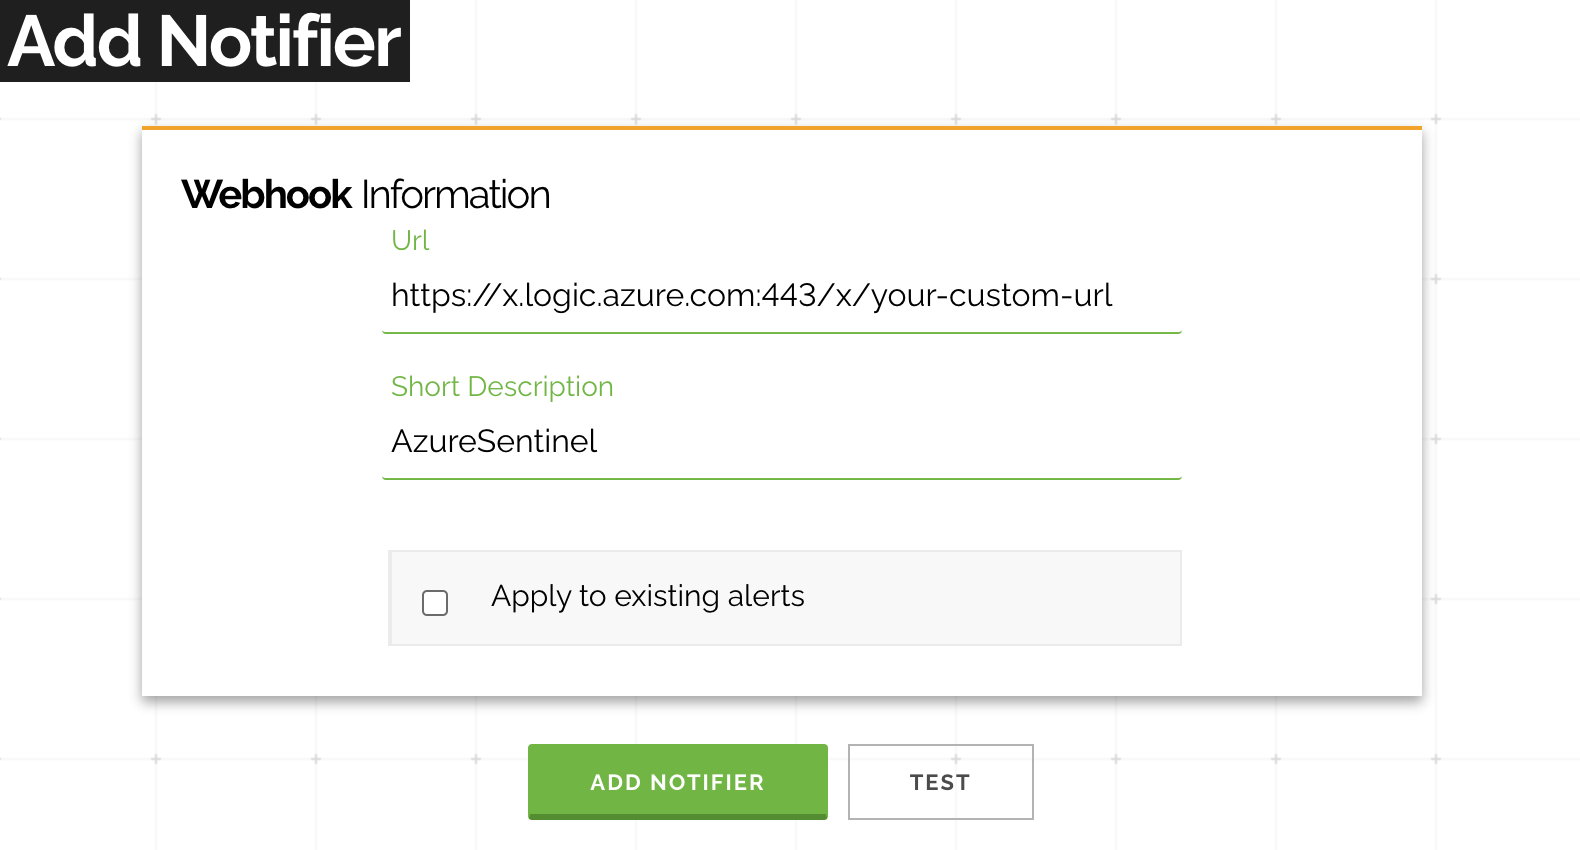 Add Notifier
Webhook Information
Url
https://x.logic.azure.com:443/x/your-custom-url
Short Description
AzureSentinel
Apply to existing alerts
ADD NOTIFIER
TEST